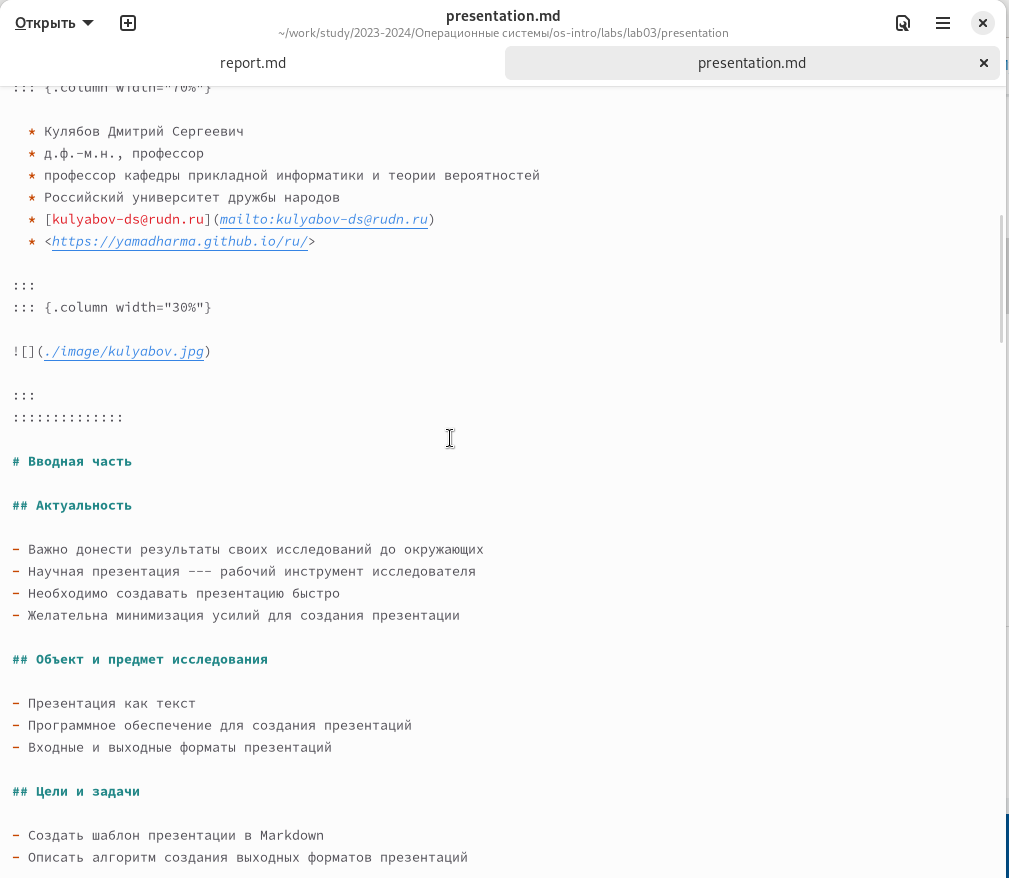 Открыть
presentation.md
~/work/study/2023-2024/Операционные системы/os-intro/labs/lab03/presentation
report.md
presentation.md
::: {.column width="70%"}
* Кулябов Дмитрий Сергеевич
* д.ф.-м.н., профессор
* профессор кафедры прикладной информатики и теории вероятностей
* Российский университет дружбы народов
* [kulyabov-ds@rudn.ru](mailto:kulyabov-ds@rudn.ru)
* <https://yamadharma.github.io/ru/>
:::
::: {.column width="30%"}
![](./image/kulyabov.jpg)
:::
::::::::::::::
# Вводная часть
## Актуальность
- Важно донести результаты своих исследований до окружающих
- Научная презентация --- рабочий инструмент исследователя
- Необходимо создавать презентацию быстро
- Желательна минимизация усилий для создания презентации
## Объект и предмет исследования
- Презентация как текст
- Программное обеспечение для создания презентаций
- Входные и выходные форматы презентаций
## Цели и задачи
- Создать шаблон презентации в Markdown
- Описать алгоритм создания выходных форматов презентаций